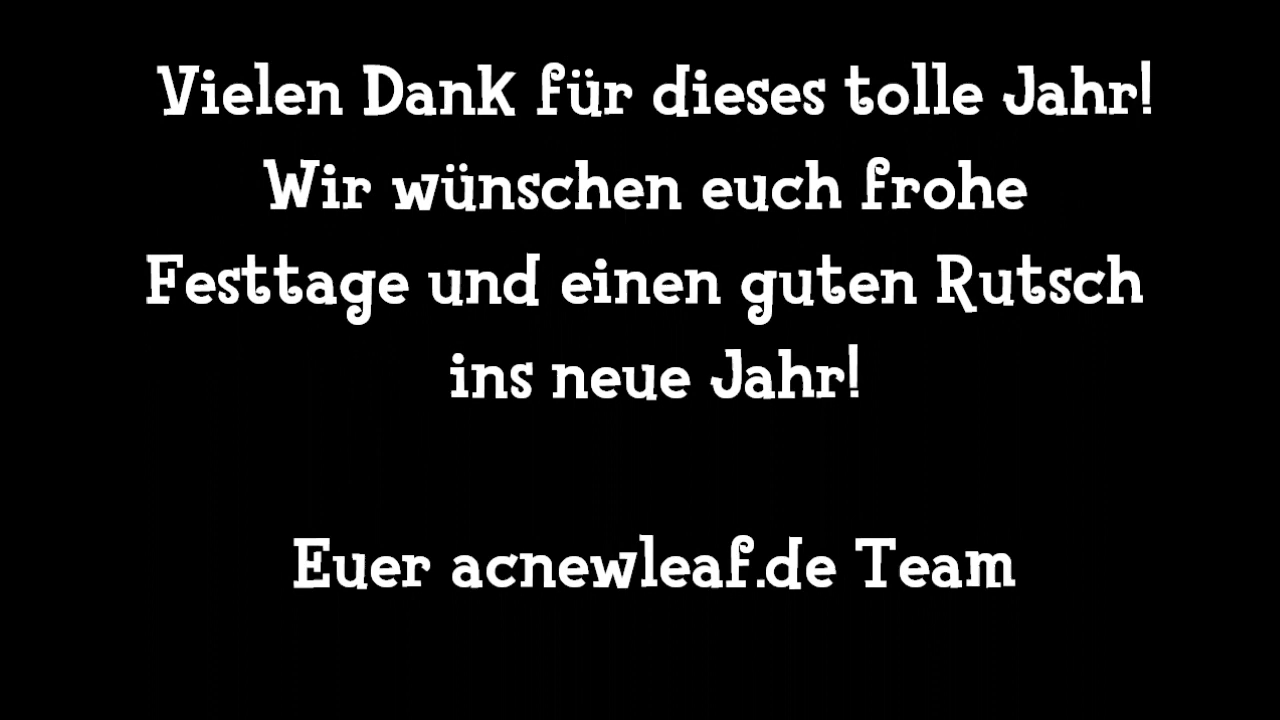 Vielen Dank für dieses tolle Jahr!
Wir wünschen euch frohe
Festtage und einen guten Rutsch
ins neue Jahr!
Euer acnewleaf.de Team